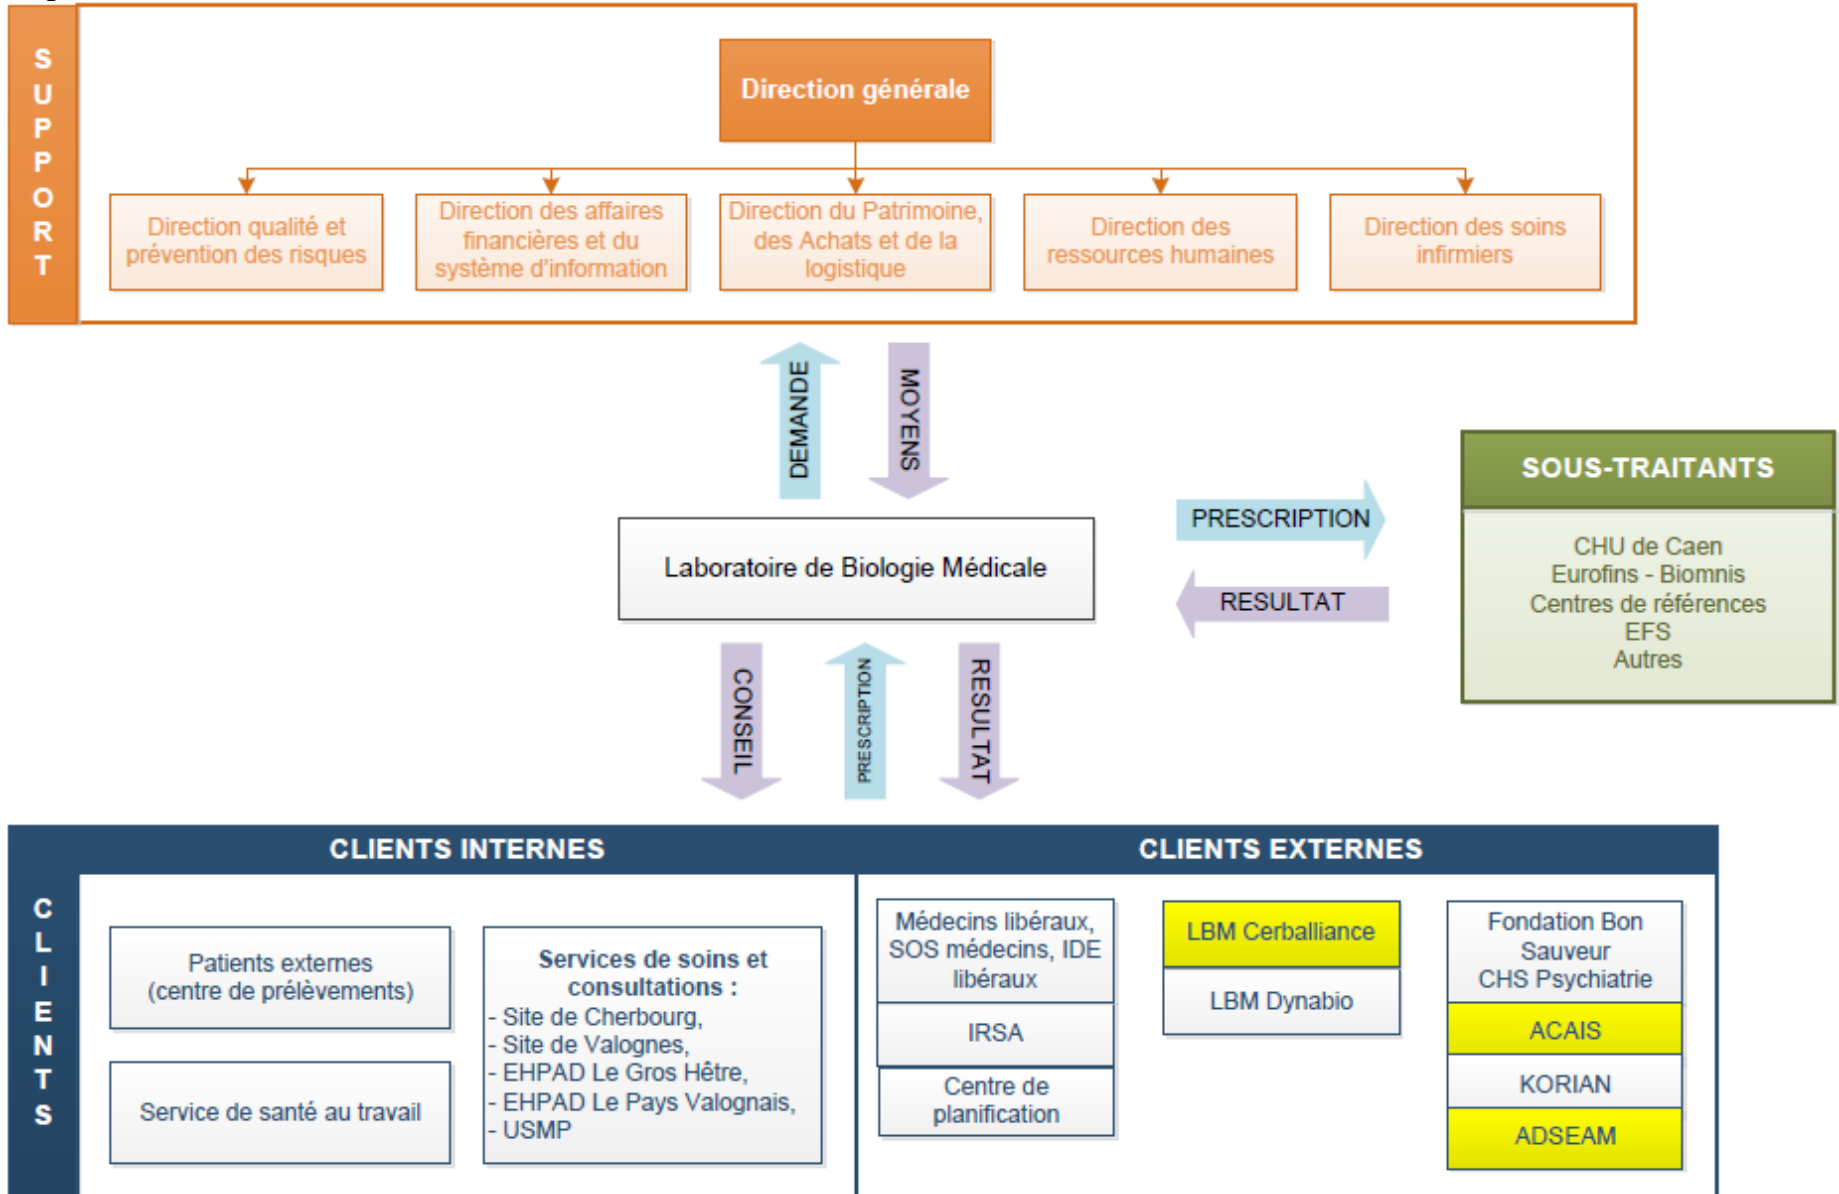 SUPPORT
Direction générale
Direction qualité et
prévention des risques
Direction des affaires
financières et du
système d'information
Direction du Patrimoine,
des Achats et de la
logistique
Direction des
ressources humaines
Direction des soins
infirmiers
DEMANDE
MOYENS
Laboratoire de Biologie Médicale
PRESCRIPTION
RESULTAT
SOUS-TRAITANTS
CHU de Caen
Eurofins - Biomnis
Centres de références
EFS
Autres
CONSEIL
PRESCRIPTION
RESULTAT
CLIENTS
CLIENTS INTERNES
Patients externes
(centre de prélèvements)
Service de santé au travail
Services de soins et
consultations :
- Site de Cherbourg,
- Site de Valognes,
- EHPAD Le Gros Hêtre,
- EHPAD Le Pays Valognais,
- USMP
CLIENTS EXTERNES
Médecins libéraux,
SOS médecins, IDE
libéraux
IRSA
Centre de
planification
LBM Cerballiance
LBM Dynabio
Fondation Bon
Sauveur
CHS Psychiatrie
ACAIS
KORIAN
ADSEAM